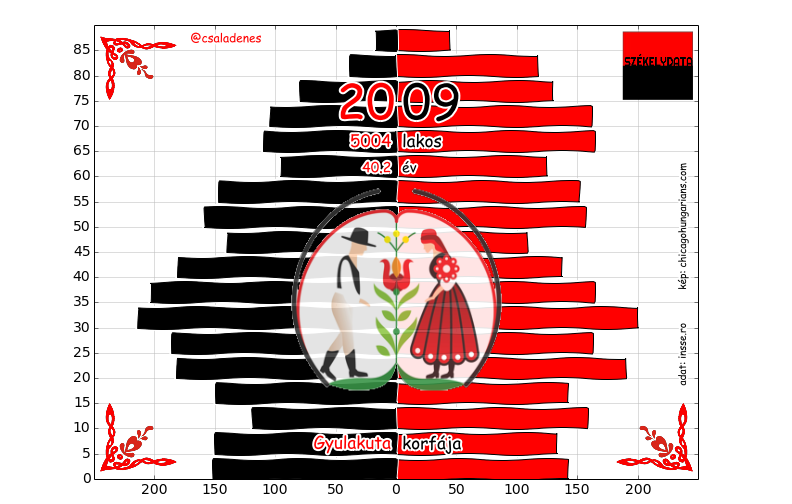 @csaladenes
SZÉKELYDATA
2009
5004 lakos
40.2 év
kép: chicagohungarians.com
adat: insse.ro
Gyulakuta korfája
85
80
75
70
65
60
55
50
45
40
35
30
25
20
15
10
5
0
200 150 100 50 0 50 100 150 200